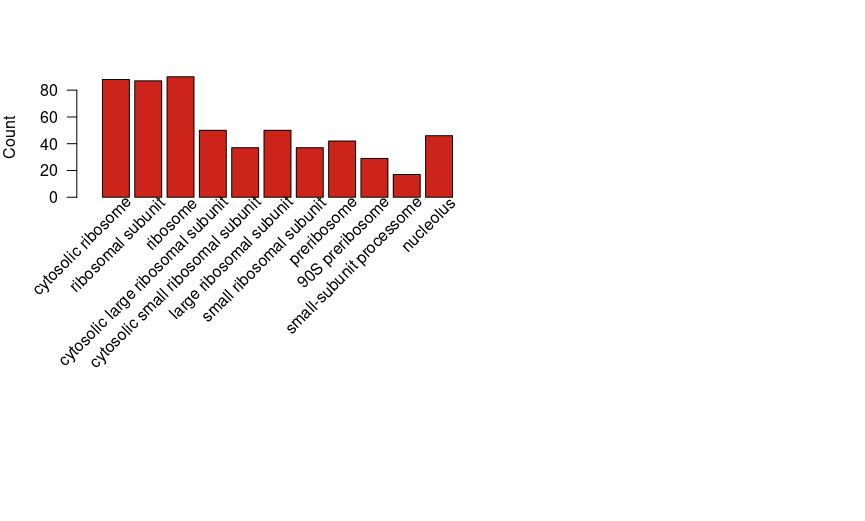 Count
80
60
40
20
0
cytosolic ribosome
ribosomal subunit
ribosome
cytosolic large ribosomal subunit
cytosolic small ribosomal subunit
large ribosomal subunit
small ribosomal subunit
preribosome
90S preribosome
small-subunit processome
nucleolus